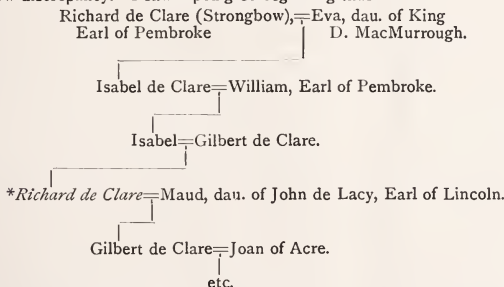 Richard de Clare (Strongbow),=Eva, dau. of King
Earl of Pembroke D. MacMurrough.
Isabel de Clare=William, Earl of Pembroke.
Isabel=Gilbert de Clare.
*Richard de Clare=Maud, dau. of John de Lacy, Earl of Lincoln.
Gilbert de Clare=Joan of Acre.
etc.